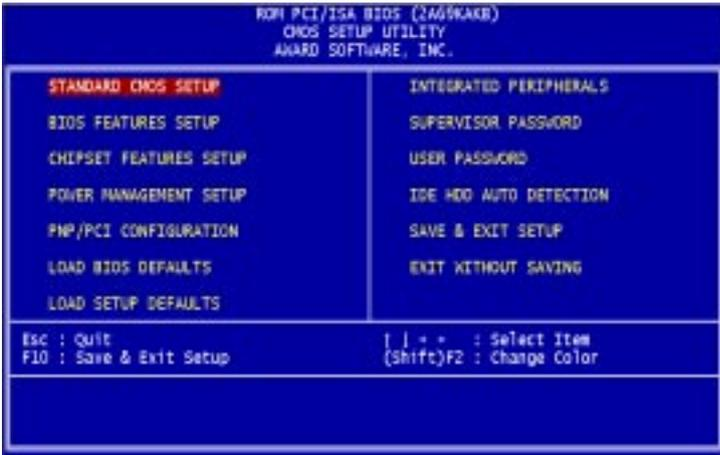 ROM PCI/ISA BIOS (2A69KAKB)
CMOS SETUP UTILITY
AWARD SOFTWARE, INC.
STANDARD CMOS SETUP
BIOS FEATURES SETUP
CHIPSET FEATURES SETUP
POWER MANAGEMENT SETUP
PNP/PCI CONFIGURATION
LOAD BIOS DEFAULTS
LOAD SETUP DEFAULTS
INTEGRATED PERIPHERALS
SUPERVISOR PASSWORD
USER PASSWORD
IDE HDD AUTO DETECTION
SAVE & EXIT SETUP
EXIT WITHOUT SAVING
Esc : Quit
F10 : Save & Exit Setup
: Select Item
(Shift)F2 : Change Color